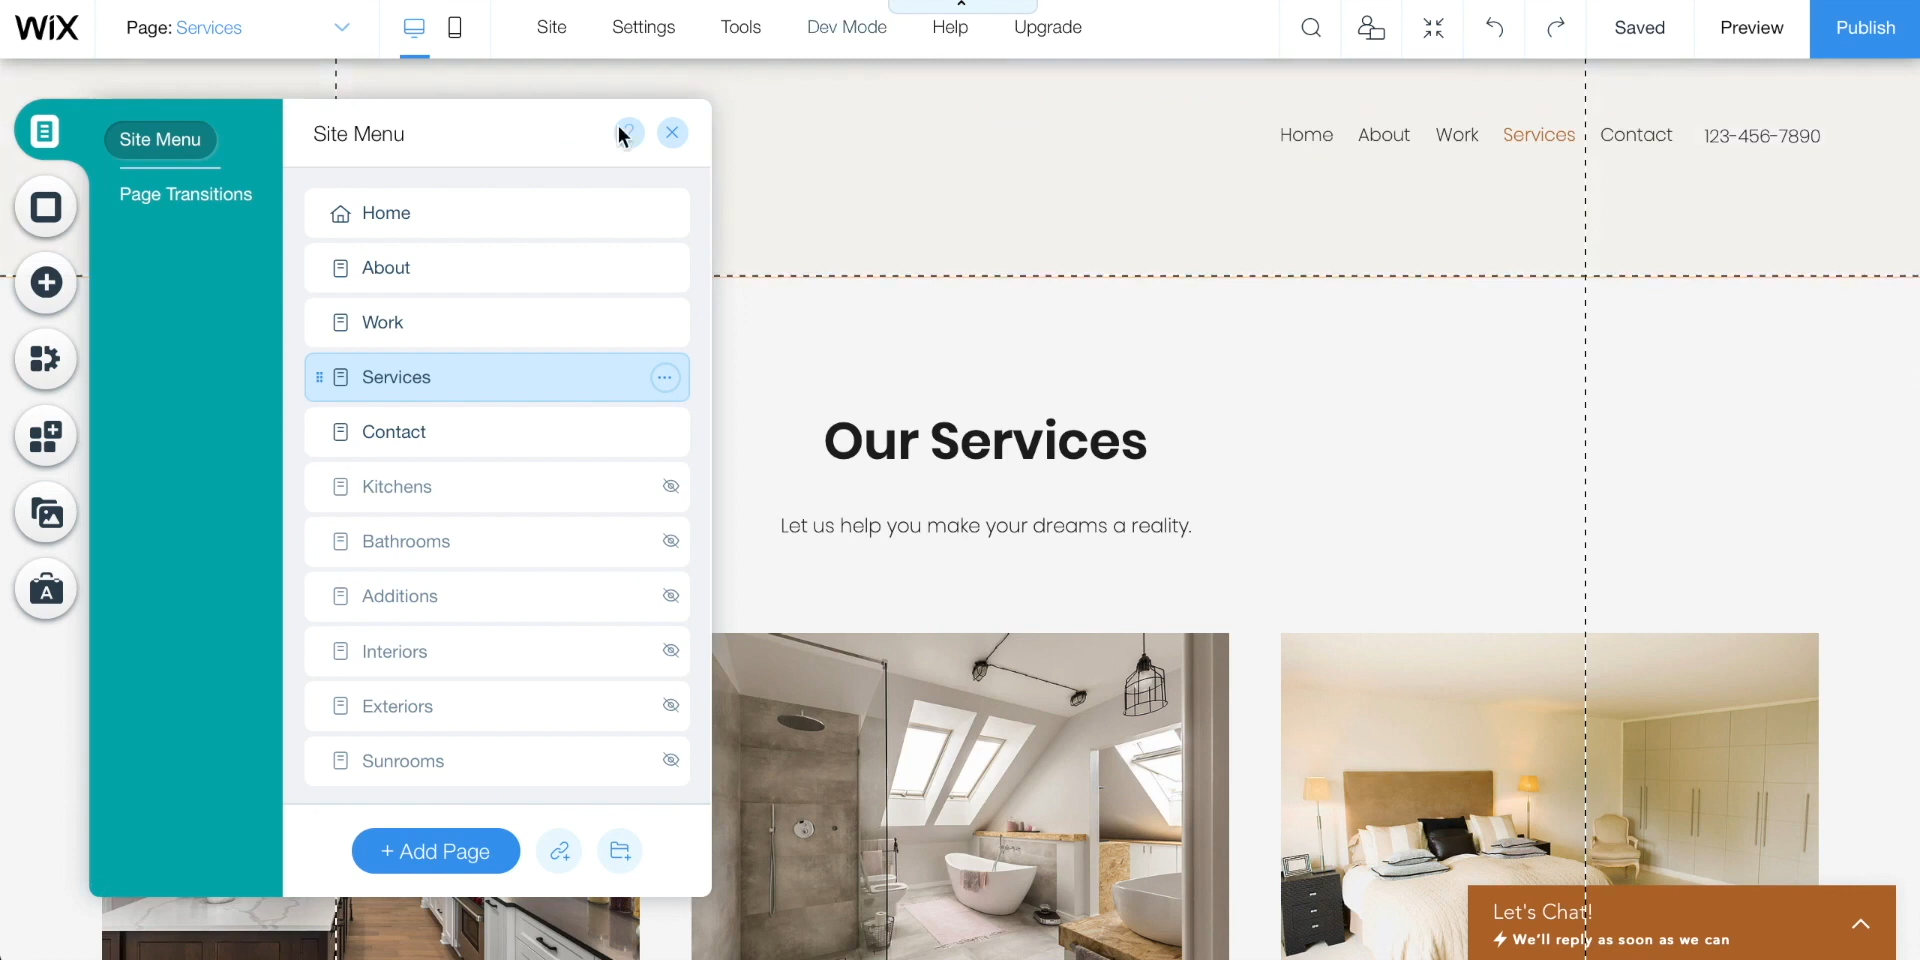 WiX
Page: Services
Site
Settings
Tools
Dev Mode
Help
Upgrade
Saved
Preview
Publish
Site Menu
Page Transitions
Site Menu
?
Home
About
Work
Services
Contact
Kitchens
Bathrooms
Additions
Interiors
Exteriors
Sunrooms
+ Add Page
Home
About
Work
Services
Contact
123-456-7890
Our Services
Let us help you make your dreams a reality.
A
Let's Chat!
We'll reply as soon as we can